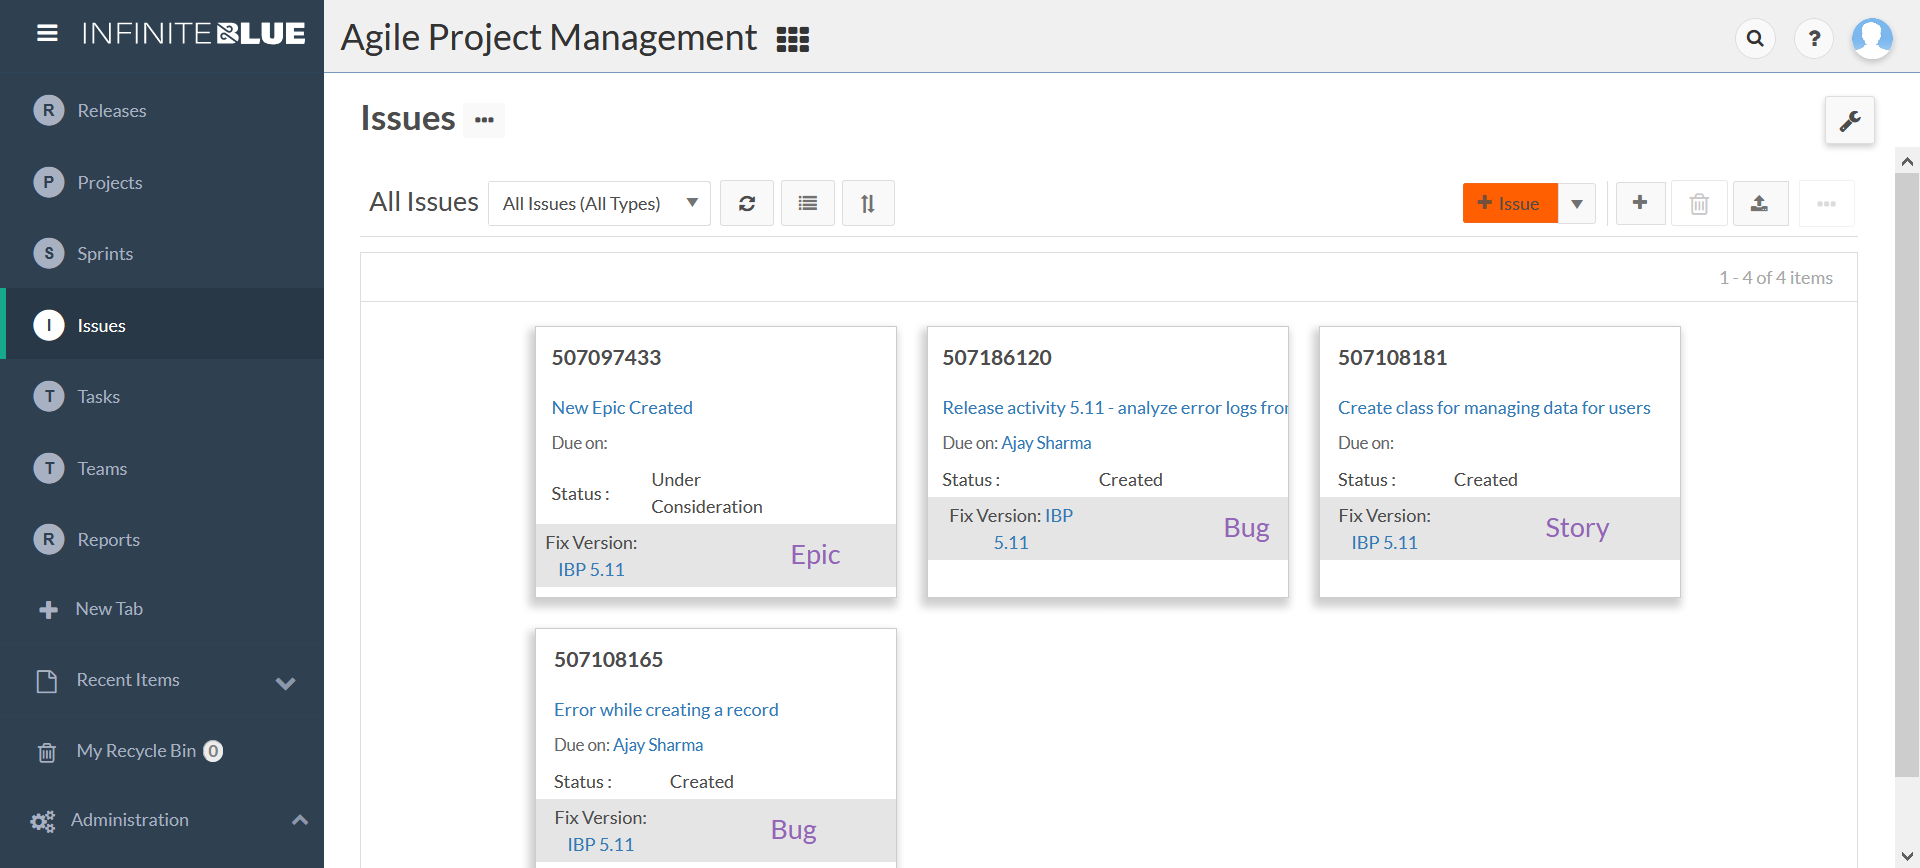 INFINITEBLUE
Agile Project Management
?
R Releases
P Projects
S Sprints
I Issues
T Tasks
T Teams
R Reports
New Tab
Recent Items
My Recycle Bin 0
Administration
Issues
All Issues
All Issues (All Types)
Issue
1 - 4 of 4 items
507097433
New Epic Created
Due on:
Status : Under
Consideration
Fix Version:
IBP 5.11
Epic
507186120
Release activity 5.11 - analyze error logs from
Due on: Ajay Sharma
Status : Created
Fix Version: IBP
5.11
Bug
507108181
Create class for managing data for users
Due on:
Status : Created
Fix Version:
IBP 5.11
Story
507108165
Error while creating a record
Due on: Ajay Sharma
Status : Created
Fix Version:
IBP 5.11
Bug